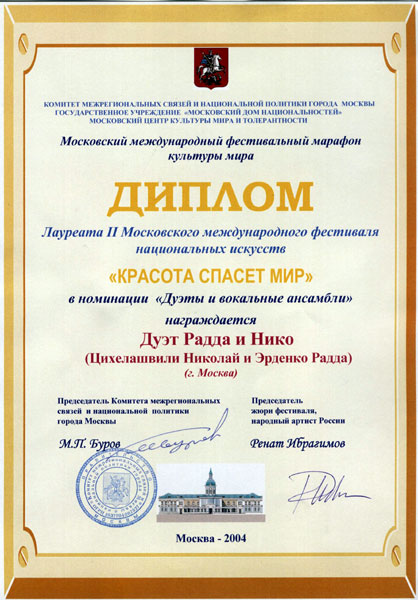 КОМИТЕТ МЕЖРЕГИОНАЛЬНЫХ СВЯЗЕЙ И НАЦИОНАЛЬНОЙ ПОЛИТИКИ ГОРОДА МОСКВЫ
ГОСУДАРСТВЕННОЕ УЧРЕЖДЕНИЕ «МОСКОВСКИЙ ДОМ НАЦИОНАЛЬНОСТЕЙ»
МОСКОВСКИЙ ЦЕНТР КУЛЬТУРЫ МИРА И ТОЛЕРАНТНОСТИ
Московский международный фестивальный марафон
культуры мира
ДИПЛОМ
Лауреата II Московского международного фестиваля
национальных искусств
«КРАСОТА СПАСЕТ МИР»
в номинации «Дуэты и вокальные ансамбли»
награждается
Дуэт Радда и Нико
(Цихелашвили Николай и Эрденко Радда)
(г. Москва)
Председатель Комитета межрегиональных
связей и национальной политики
города Москвы
М.П. Буров
Председатель
жюри фестиваля,
народный артист России
Ренат Ибрагимов
Москва - 2004